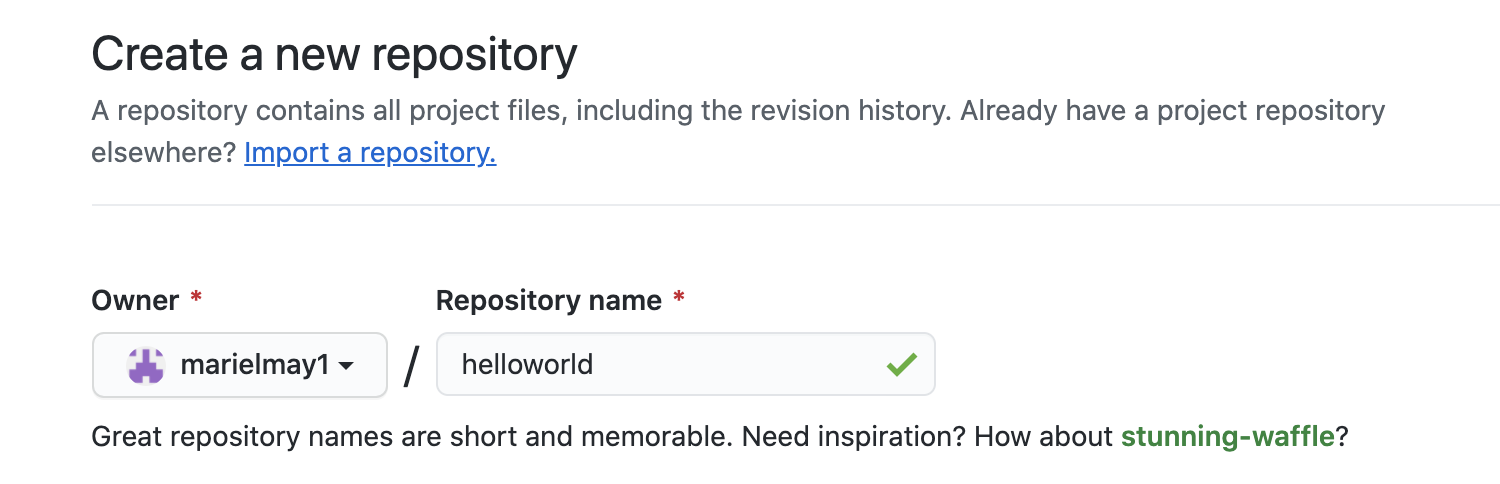 Create a new repository
A repository contains all project files, including the revision history. Already have a project repository
elsewhere? Import a repository.
Owner * Repository name *
marielmay1 / helloworld
Great repository names are short and memorable. Need inspiration? How about stunning-waffle?